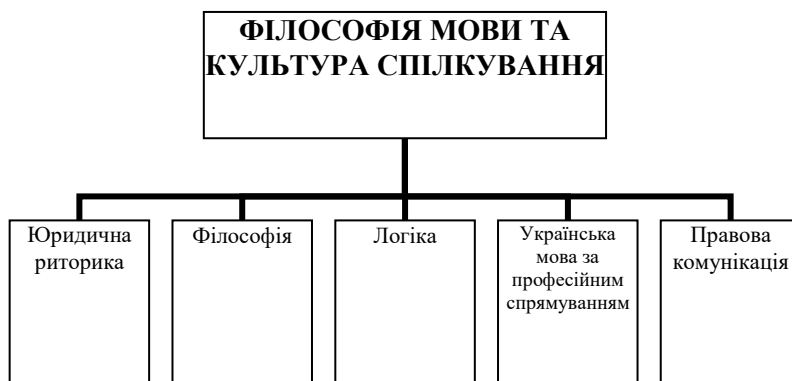 ФІЛОСОФІЯ МОВИ ТА
КУЛЬТУРА СПІЛКУВАННЯ
Юридична
риторика
Філософія
Логіка
Українська
мова за
професійним
спрямуванням
Правова
комунікація